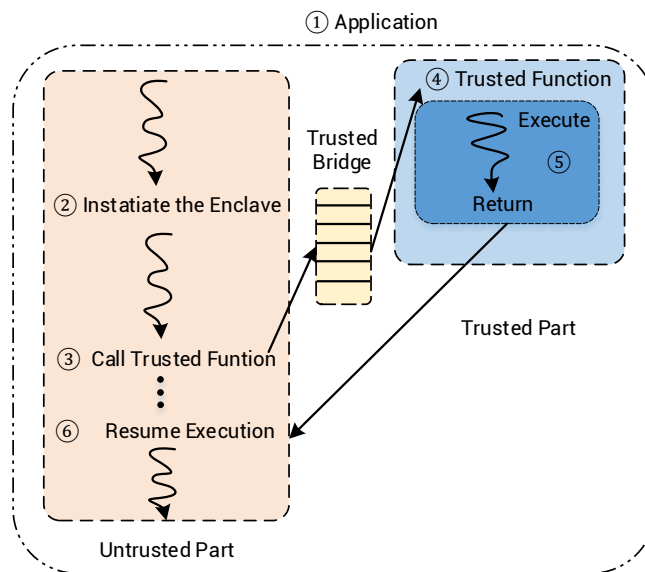 ① Application
④ Trusted Function
Execute
Trusted
Bridge
⑤
② Instatiate the Enclave
Return
Trusted Part
③ Call Trusted Funtion
⑥ Resume Execution
Untrusted Part